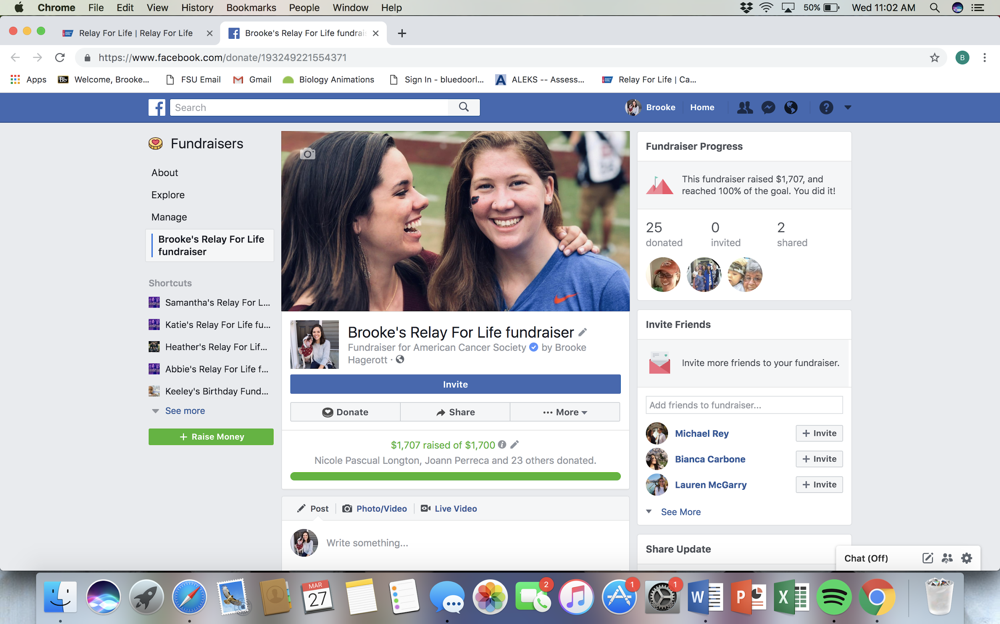 Chrome File Edit View History Bookmarks People Window Help 50% Wed 11:02 AM
Relay For Life | Relay For Life
Brooke's Relay For Life fundrais
https://www.facebook.com/donate/193249221554371
B
Apps
Bb Welcome, Brooke...
FSU Email
Gmail
Biology Animations
Sign In - bluedoorl...
A ALEKS -- Assess...
Relay For Life | Ca...
f Search
Brooke Home
?
Fundraisers
About
Explore
Manage
Brooke's Relay For Life
fundraiser
Shortcuts
Samantha's Relay For L...
Katie's Relay For Life fu...
Heather's Relay For Lif...
Abbie's Relay For Life f...
Keeley's Birthday Fund...
See more
+ Raise Money
Brooke's Relay For Life fundraiser
Fundraiser for American Cancer Society by Brooke
Hagerott ·
Invite
Donate
Share
More
$1,707 raised of $1,700
Nicole Pascual Longton, Joann Perreca and 23 others donated.
Post
Photo/Video
Live Video
Write something...
Fundraiser Progress
This fundraiser raised $1,707, and
reached 100% of the goal. You did it!
25 0 2
donated invited shared
Invite Friends
Invite more friends to your fundraiser.
Add friends to fundraiser...
Michael Rey + Invite
Bianca Carbone + Invite
Lauren McGarry + Invite
See More
Share Update
Chat (Off)
MAR
27
2
1
1
W
P
X